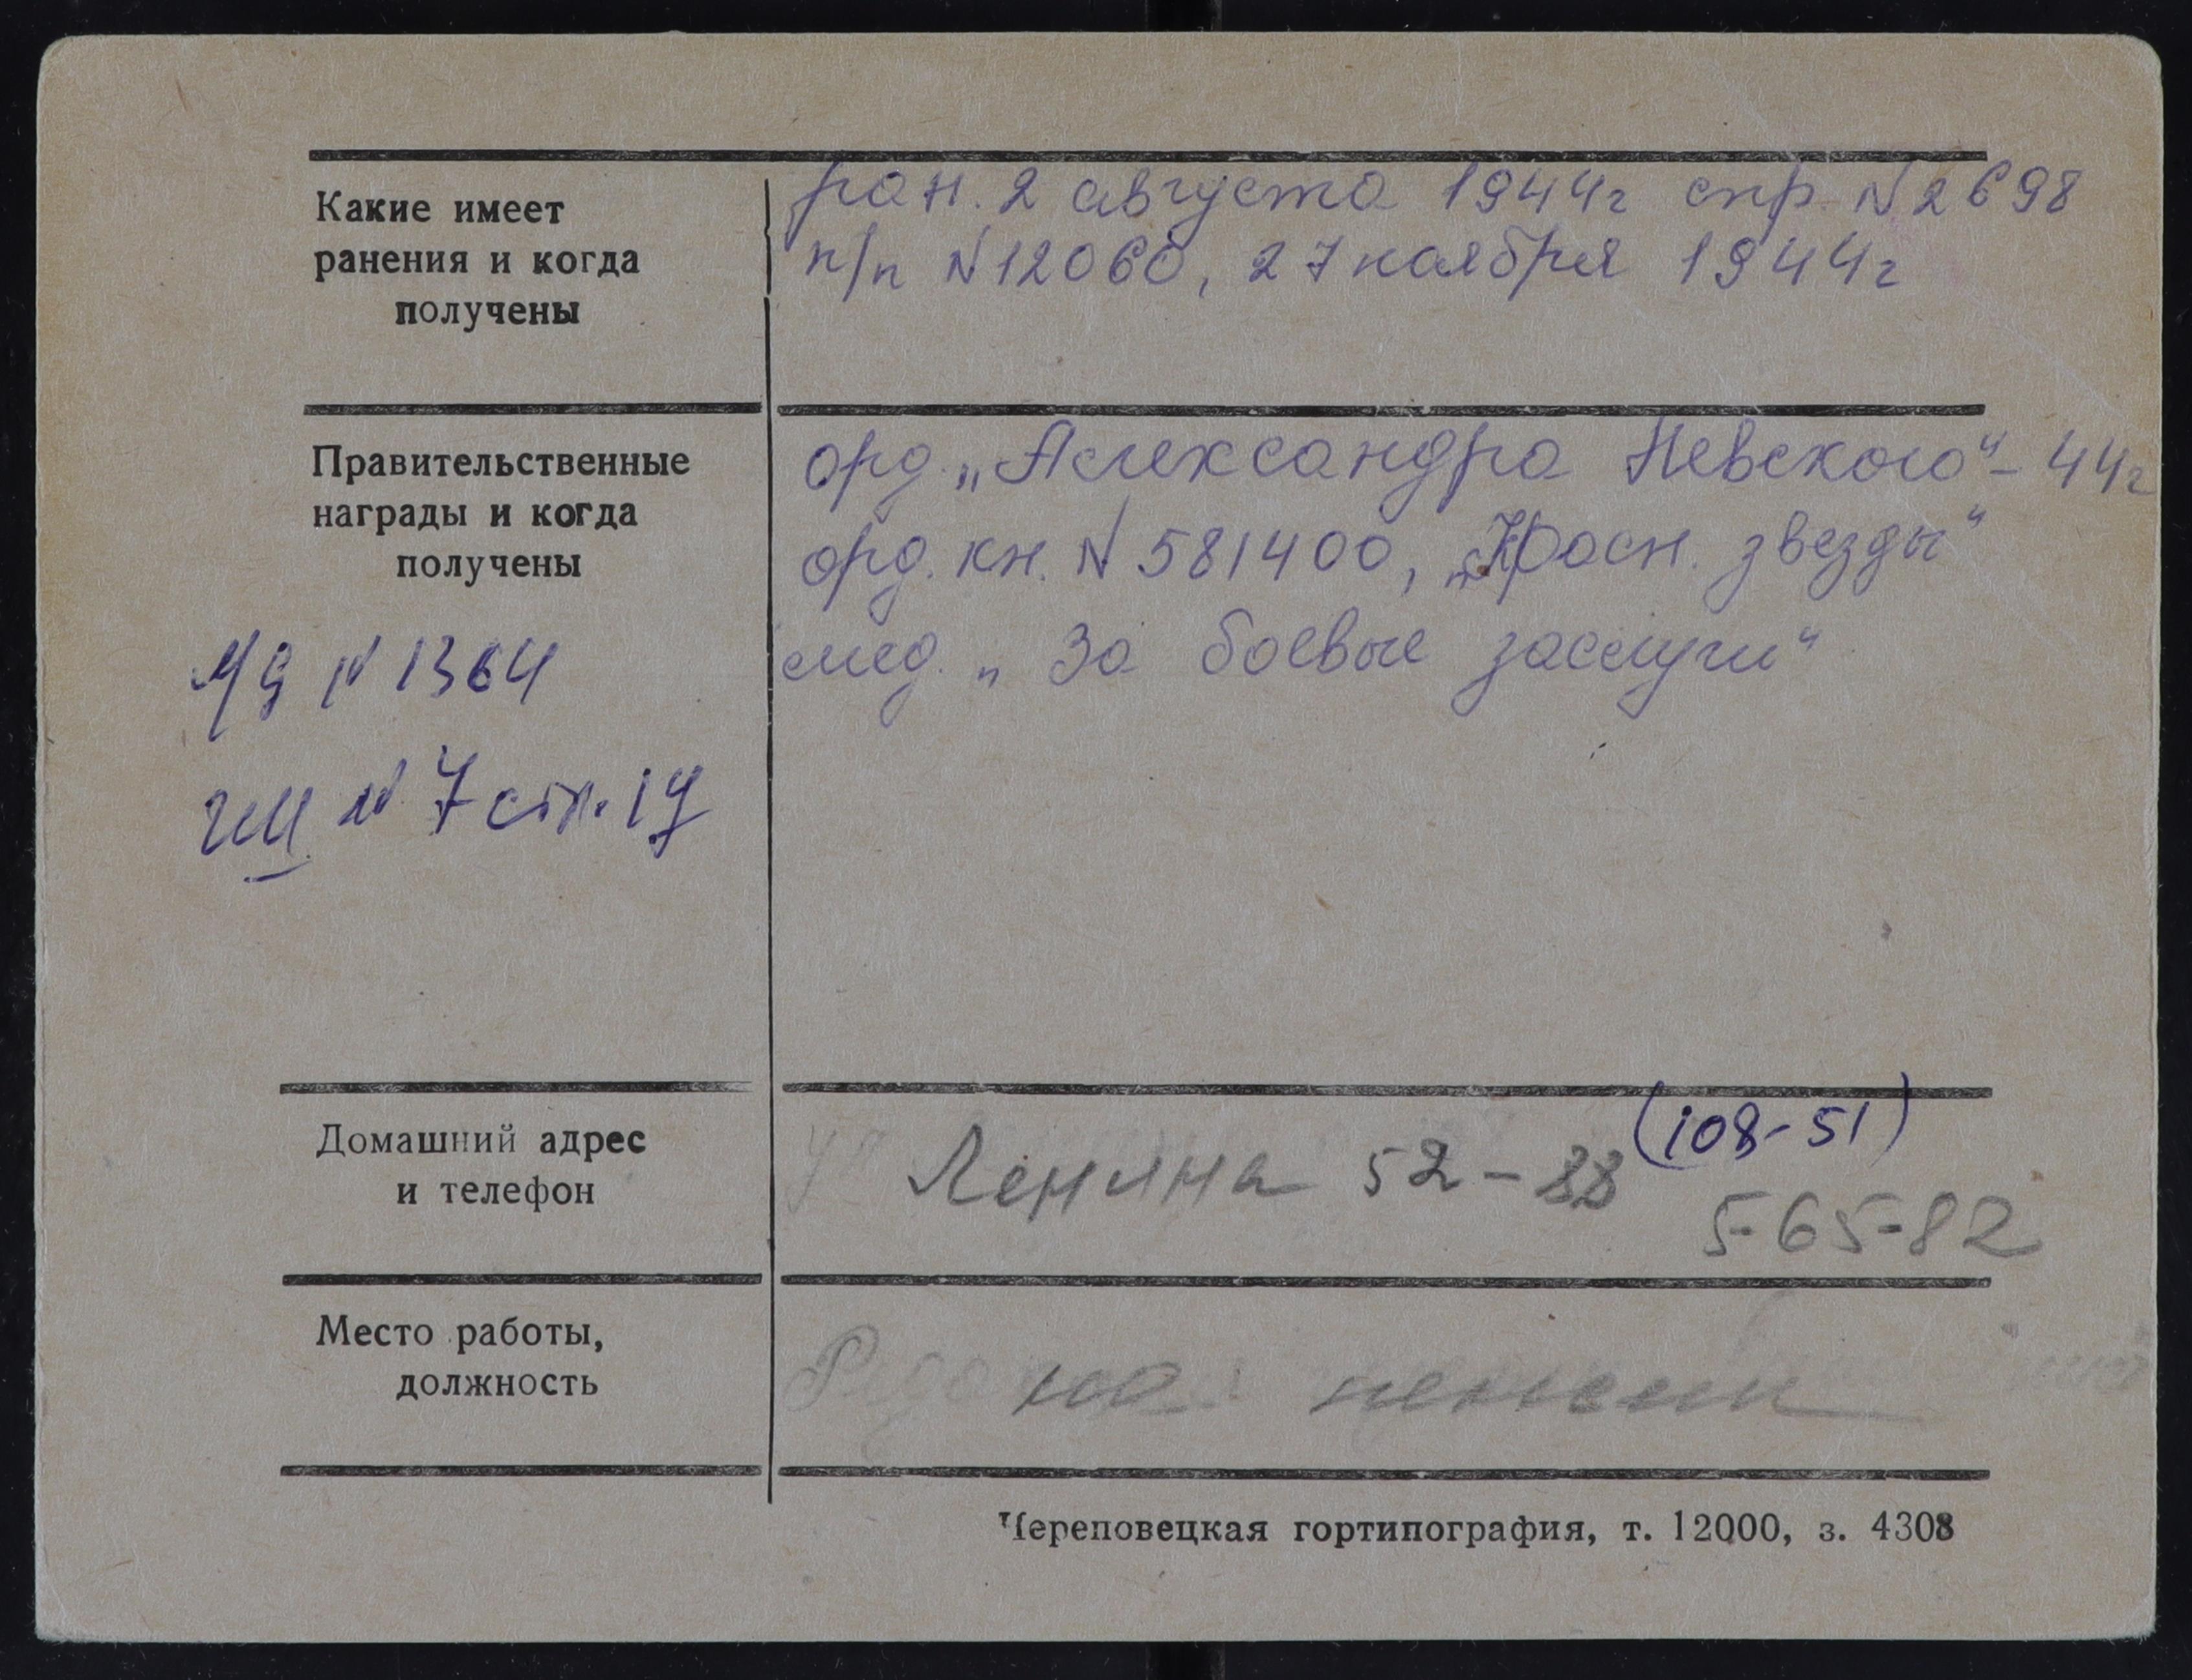 Какие имеет
ранения и когда
получены
ран. 2 августа 1944г спр. N 2698
п/п N 12060, 27 ноября 1944г
Правительственные
награды и когда
получены
орд. „Александра Невского“ - 44г
орд. кн. N 581400, „Красн. звезды“
мед. „За боевые заслуги“
N 1364
N 7 стр. 19
Домашний адрес
и телефон
Ленина 52-88 (108-51)
5-65-82
Место работы,
должность
Череповецкая гортипография, т. 12000, з. 4308